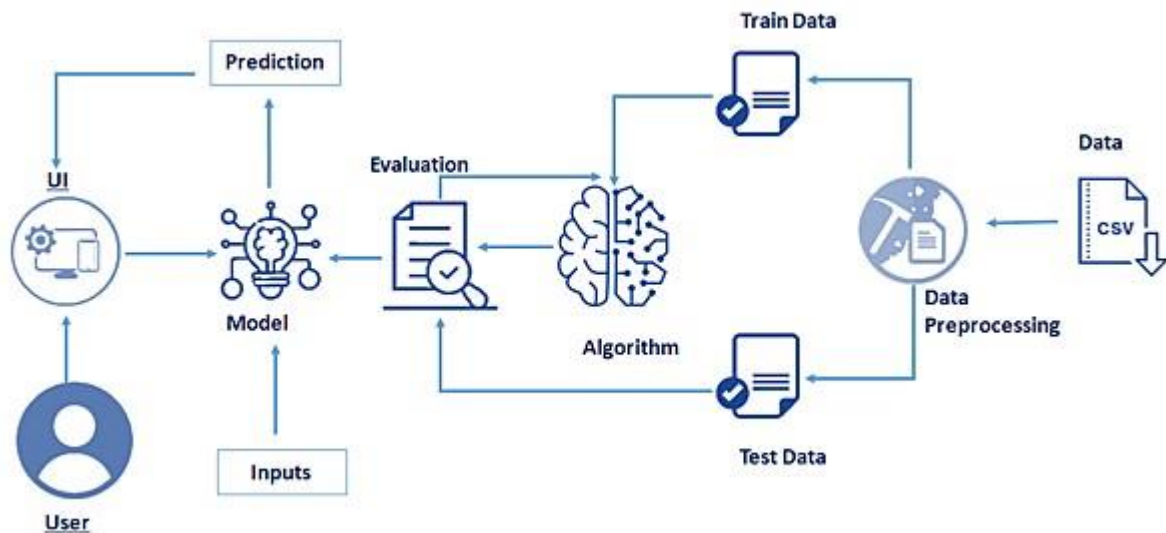 Train Data
Prediction
Evaluation
Data
UI
CSV
Model
Algorithm
Data
Preprocessing
Inputs
Test Data
User